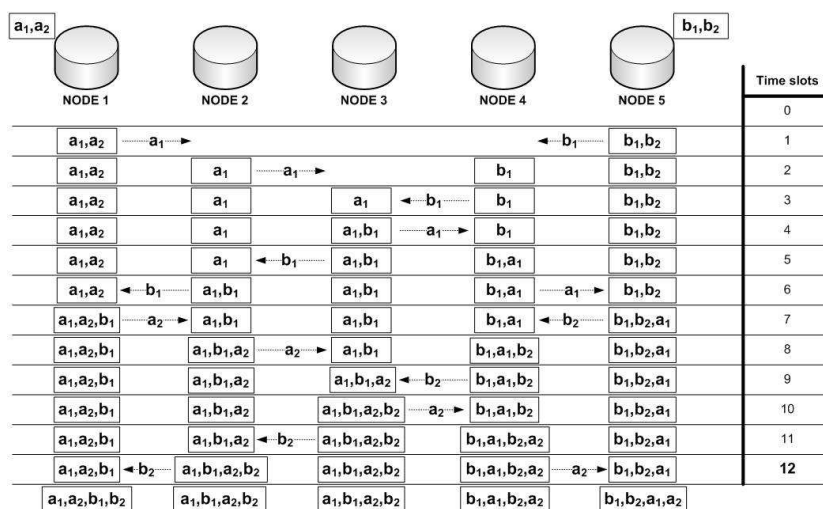 a₁,a₂ b₁,b₂
NODE 1 NODE 2 NODE 3 NODE 4 NODE 5 Time slots
0
a₁,a₂ a₁ b₁ b₁,b₂ 1
a₁,a₂ a₁ a₁ b₁ b₁,b₂ 2
a₁,a₂ a₁ a₁ b₁ b₁ b₁,b₂ 3
a₁,a₂ a₁ a₁,b₁ a₁ b₁ b₁,b₂ 4
a₁,a₂ a₁ b₁ a₁,b₁ b₁,a₁ b₁,b₂ 5
a₁,a₂ b₁ a₁,b₁ a₁,b₁ b₁,a₁ a₁ b₁,b₂ 6
a₁,a₂,b₁ a₂ a₁,b₁ a₁,b₁ b₁,a₁ b₂ b₁,b₂,a₁ 7
a₁,a₂,b₁ a₁,b₁,a₂ a₂ a₁,b₁ b₁,a₁,b₂ b₁,b₂,a₁ 8
a₁,a₂,b₁ a₁,b₁,a₂ a₁,b₁,a₂ b₂ b₁,a₁,b₂ b₁,b₂,a₁ 9
a₁,a₂,b₁ a₁,b₁,a₂ a₁,b₁,a₂,b₂ a₂ b₁,a₁,b₂ b₁,b₂,a₁ 10
a₁,a₂,b₁ a₁,b₁,a₂ b₂ a₁,b₁,a₂,b₂ b₁,a₁,b₂,a₂ b₁,b₂,a₁ 11
a₁,a₂,b₁ b₂ a₁,b₁,a₂,b₂ a₁,b₁,a₂,b₂ b₁,a₁,b₂,a₂ a₂ b₁,b₂,a₁ 12
a₁,a₂,b₁,b₂ a₁,b₁,a₂,b₂ a₁,b₁,a₂,b₂ b₁,a₁,b₂,a₂ b₁,b₂,a₁,a₂